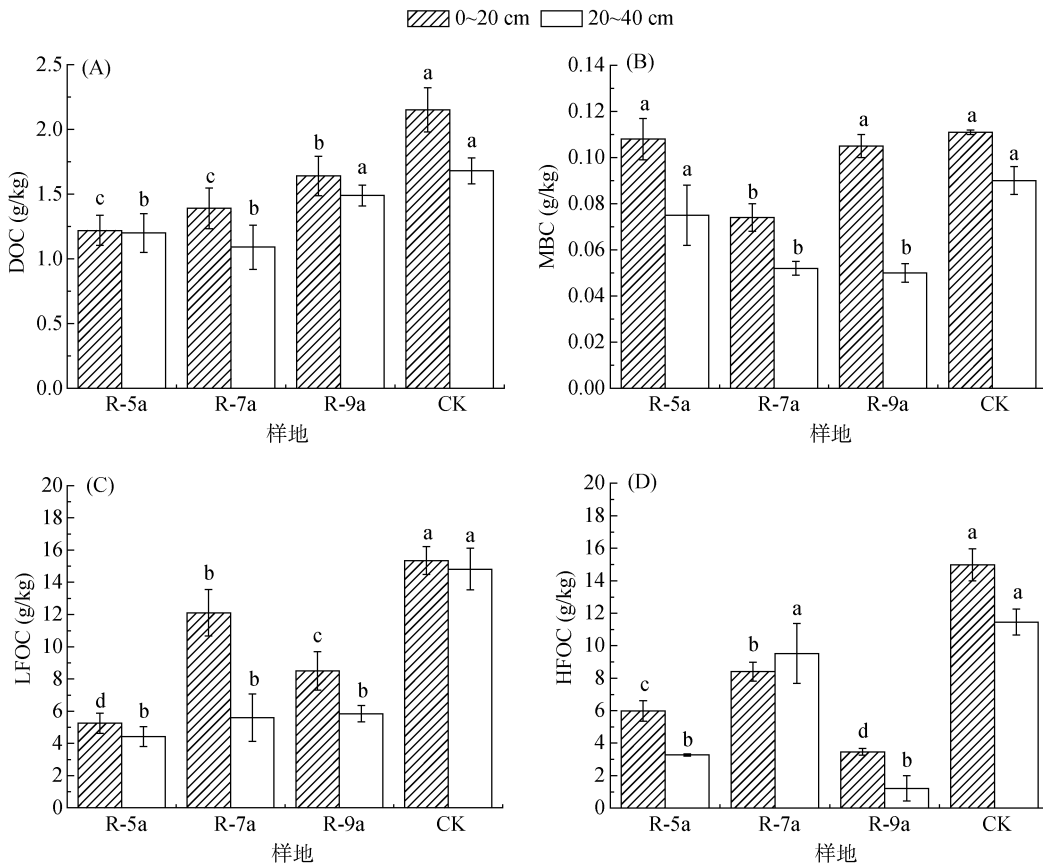 0~20 cm 20~40 cm
(A)
DOC (g/kg)
2.5
2.0
1.5
1.0
0.5
0.0
c b c b b a a a
R-5a R-7a R-9a CK
样地
(B)
MBC (g/kg)
0.14
0.12
0.10
0.08
0.06
0.04
0.02
0.00
a a b b a b a a
R-5a R-7a R-9a CK
样地
(C)
LFOC (g/kg)
20
18
16
14
12
10
8
6
4
2
0
d b b b c b a a
R-5a R-7a R-9a CK
样地
(D)
HFOC (g/kg)
20
18
16
14
12
10
8
6
4
2
0
c b b a d b a a
R-5a R-7a R-9a CK
样地